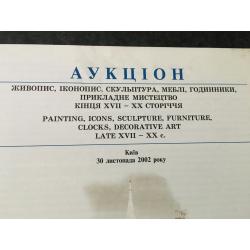 АУКЦІОН
ЖИВОПИС, ІКОНОПИС, СКУЛЬПТУРА, МЕБЛІ, ГОДИННИКИ,
ПРИКЛАДНЕ МИСТЕЦТВО
КІНЦЯ XVII – XX СТОРІЧЧЯ
PAINTING, ICONS, SCULPTURE, FURNITURE,
CLOCKS, DECORATIVE ART
LATE XVII – XX c.
Київ
30 листопада 2002 року